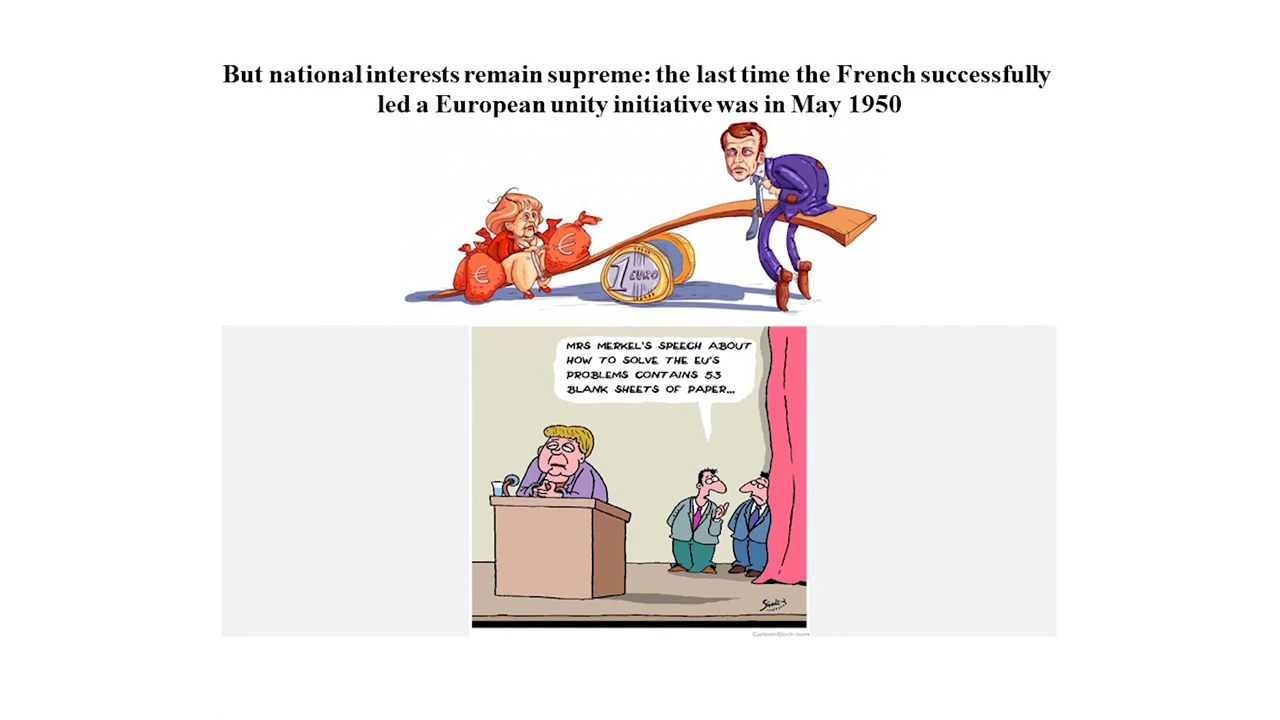 But national interests remain supreme: the last time the French successfully
led a European unity initiative was in May 1950
€
€
1 EURO
MRS MERKEL'S SPEECH ABOUT
HOW TO SOLVE THE EU'S
PROBLEMS CONTAINS 53
BLANK SHEETS OF PAPER...
CartoonStock.com